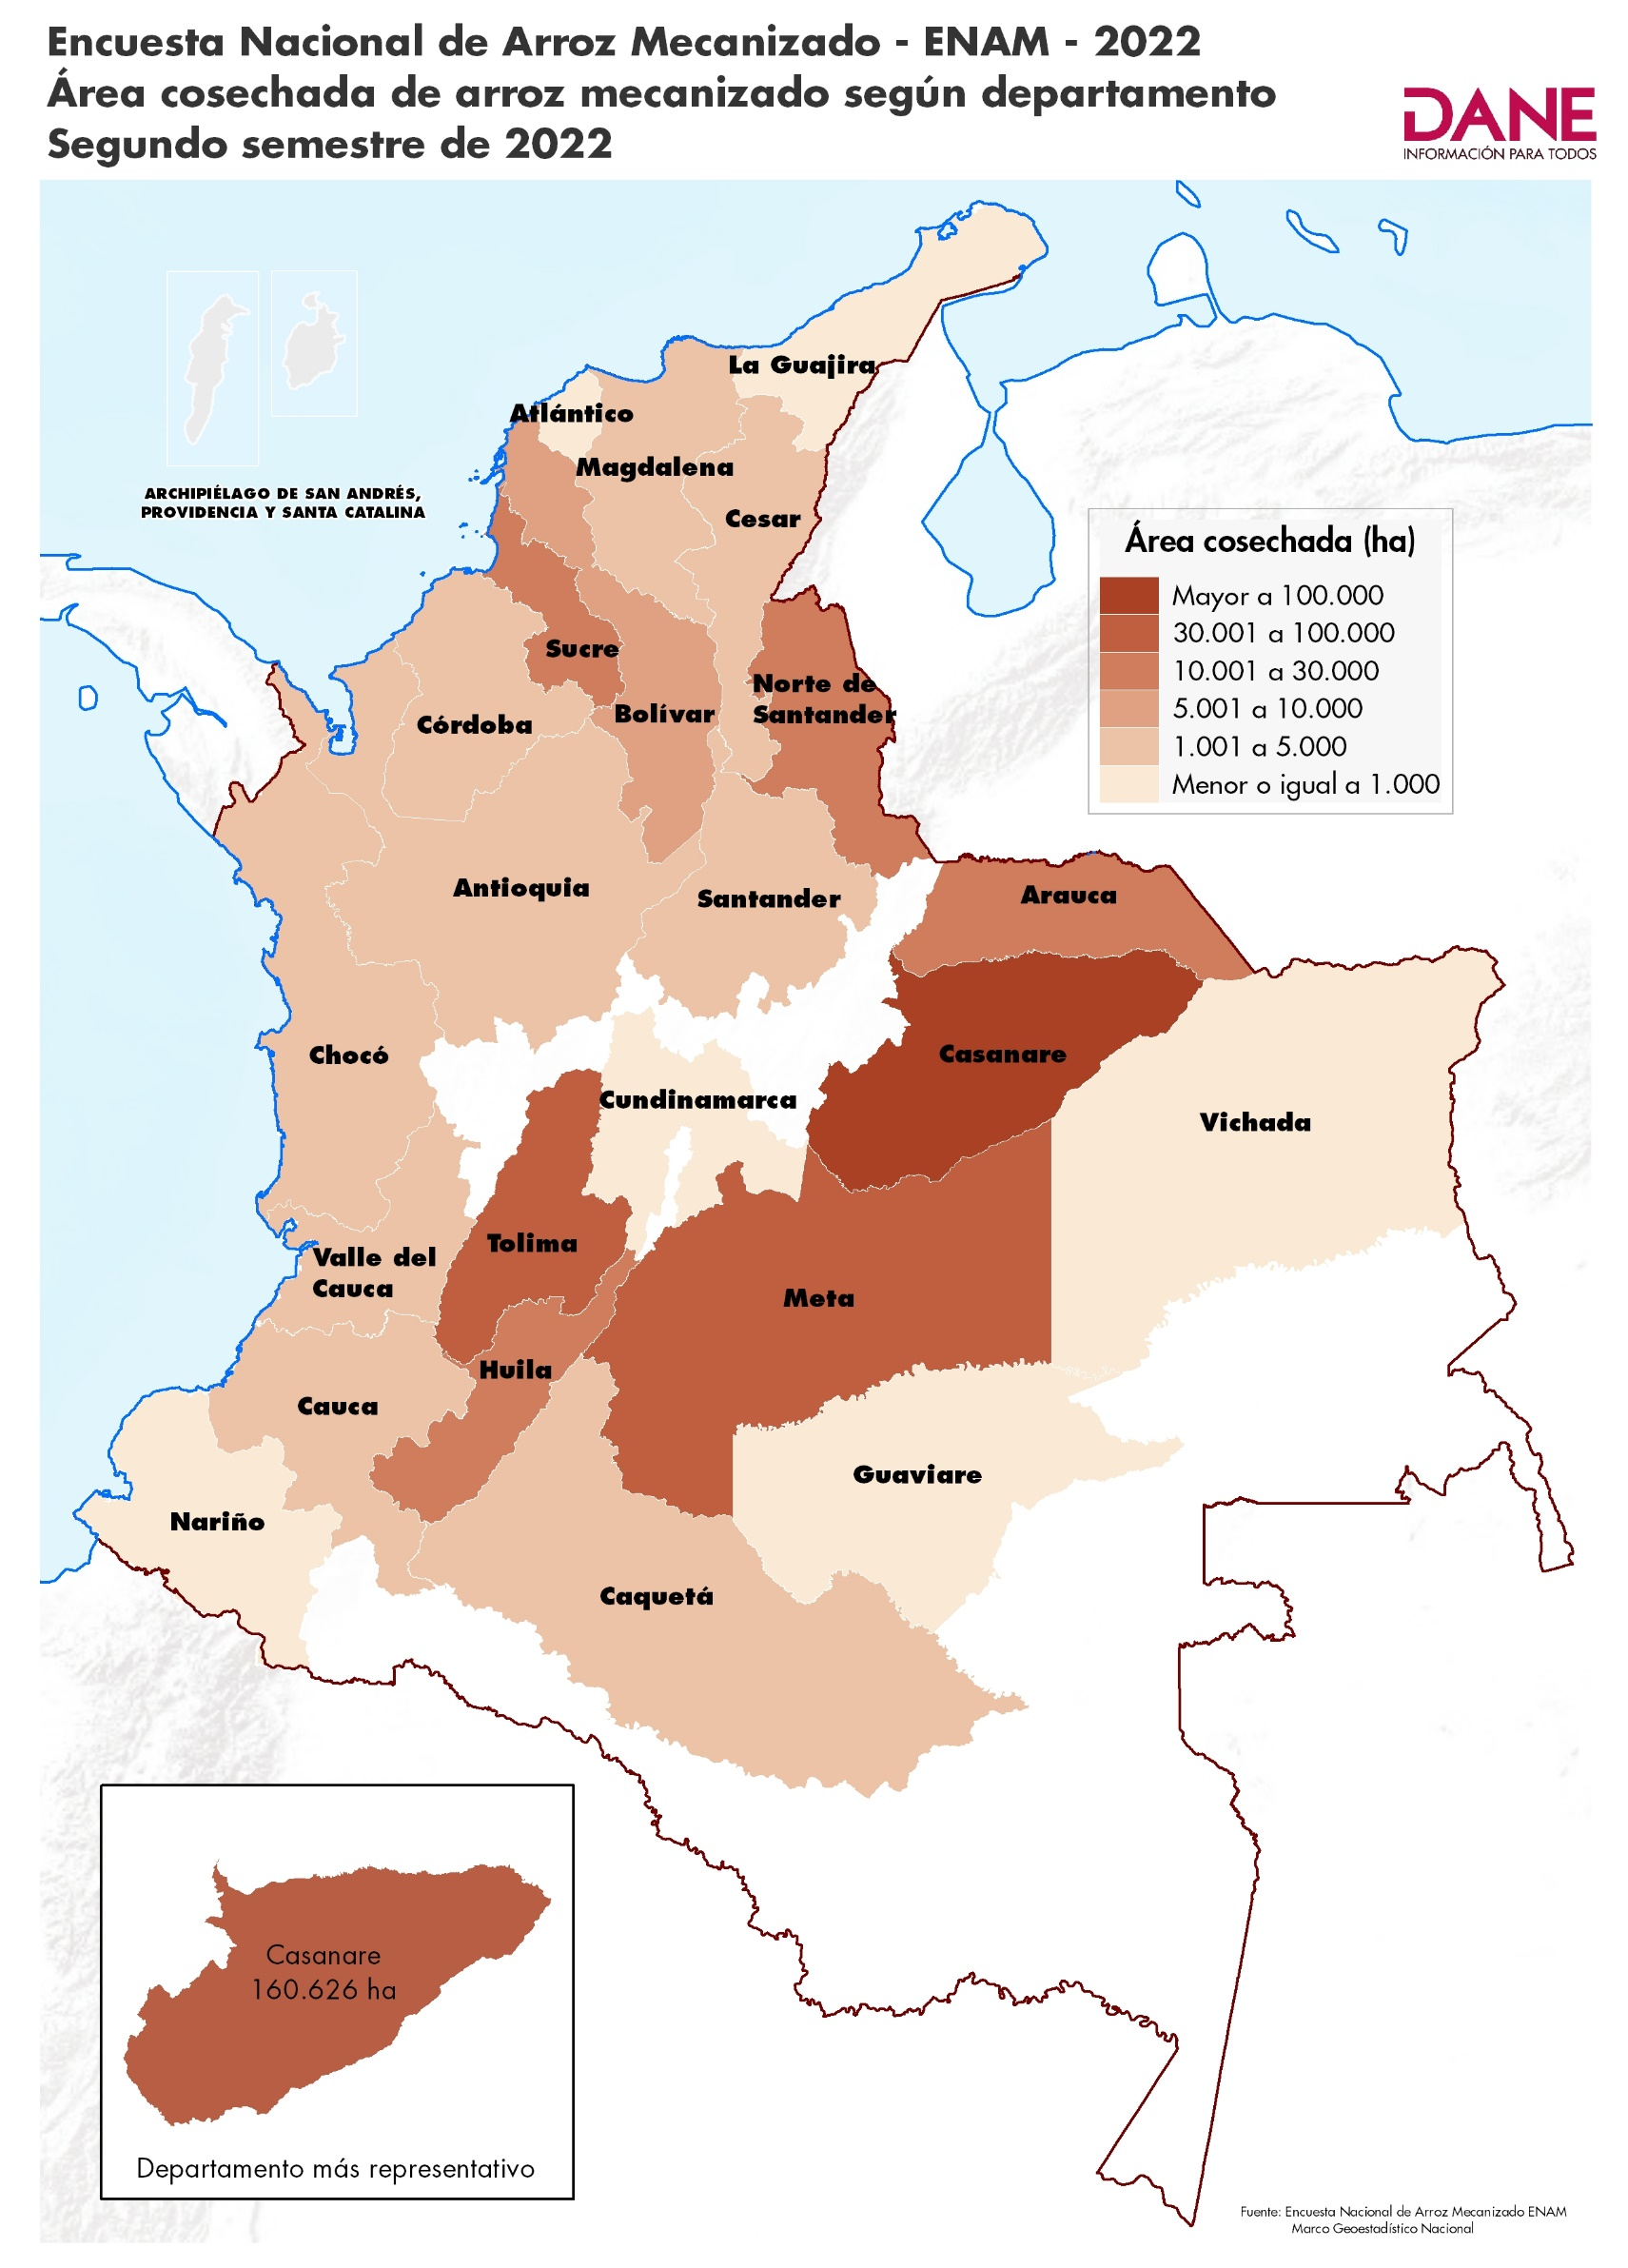 Encuesta Nacional de Arroz Mecanizado - ENAM - 2022
Área cosechada de arroz mecanizado según departamento
Segundo semestre de 2022
DANE
INFORMACIÓN PARA TODOS
La Guajira
Atlántico
Magdalena
ARCHIPIÉLAGO DE SAN ANDRÉS,
PROVIDENCIA Y SANTA CATALINA
Cesar
Área cosechada (ha)
Mayor a 100.000
30.001 a 100.000
10.001 a 30.000
5.001 a 10.000
1.001 a 5.000
Menor o igual a 1.000
Sucre
Norte de
Santander
Bolívar
Córdoba
Antioquia
Santander
Arauca
Chocó
Casanare
Cundinamarca
Vichada
Tolima
Valle del
Cauca
Meta
Huila
Cauca
Guaviare
Nariño
Caquetá
Casanare
160.626 ha
Departamento más representativo
Fuente: Encuesta Nacional de Arroz Mecanizado ENAM
Marco Geoestadístico Nacional